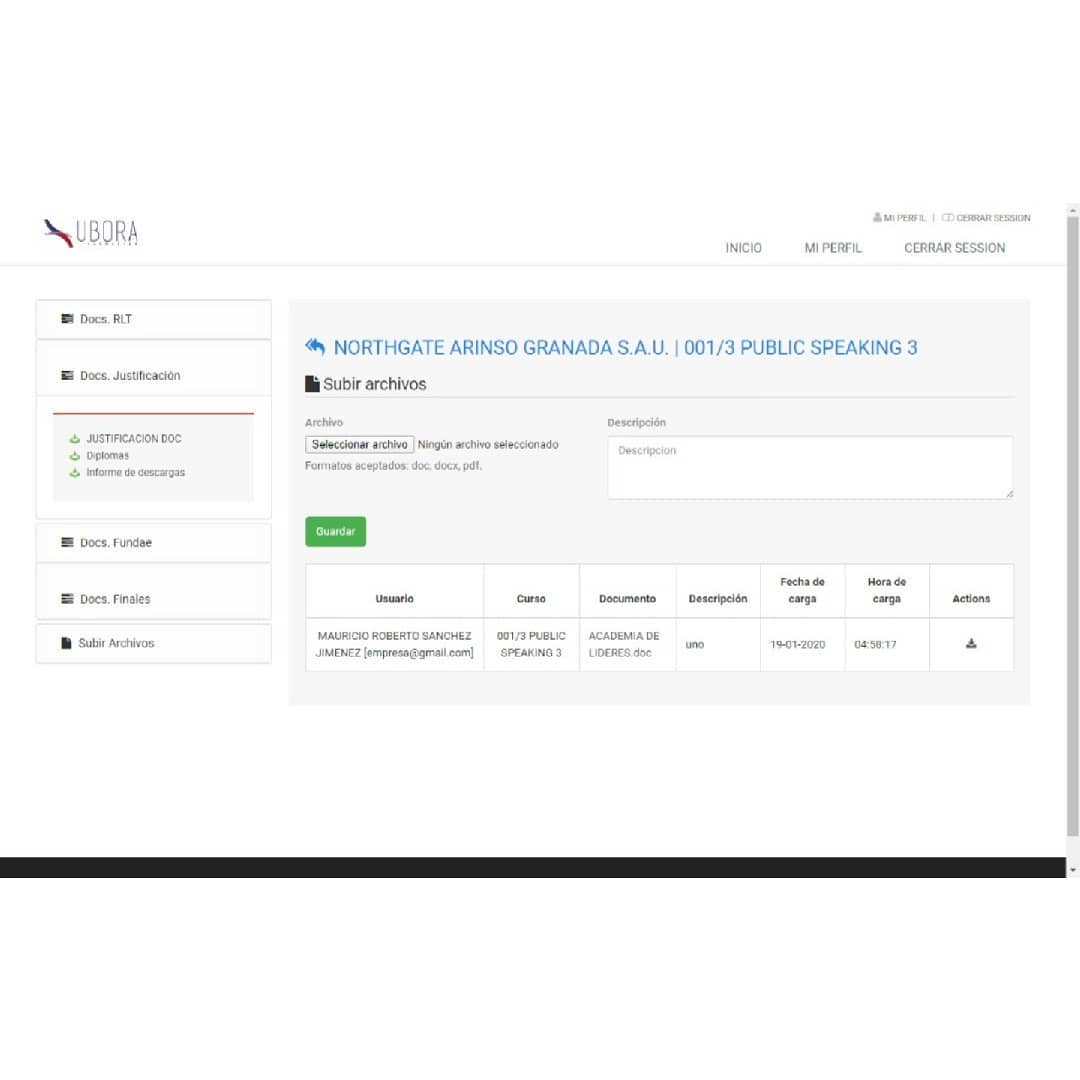 UBORA
MI PERFIL | CERRAR SESSION
INICIO MI PERFIL CERRAR SESSION
Docs. RLT
Docs. Justificación
JUSTIFICACION DOC
Diplomas
Informe de descargas
Docs. Fundae
Docs. Finales
Subir Archivos
NORTHGATE ARINSO GRANADA S.A.U. | 001/3 PUBLIC SPEAKING 3
Subir archivos
Archivo
Seleccionar archivo Ningún archivo seleccionado
Formatos aceptados: doc, docx, pdf.
Descripción
Descripcion
Guardar
Usuario Curso Documento Descripción Fecha de carga Hora de carga Actions
MAURICIO ROBERTO SANCHEZ JIMENEZ [empresa@gmail.com] 001/3 PUBLIC SPEAKING 3 ACADEMIA DE LIDERES.doc uno 19-01-2020 04:58:17